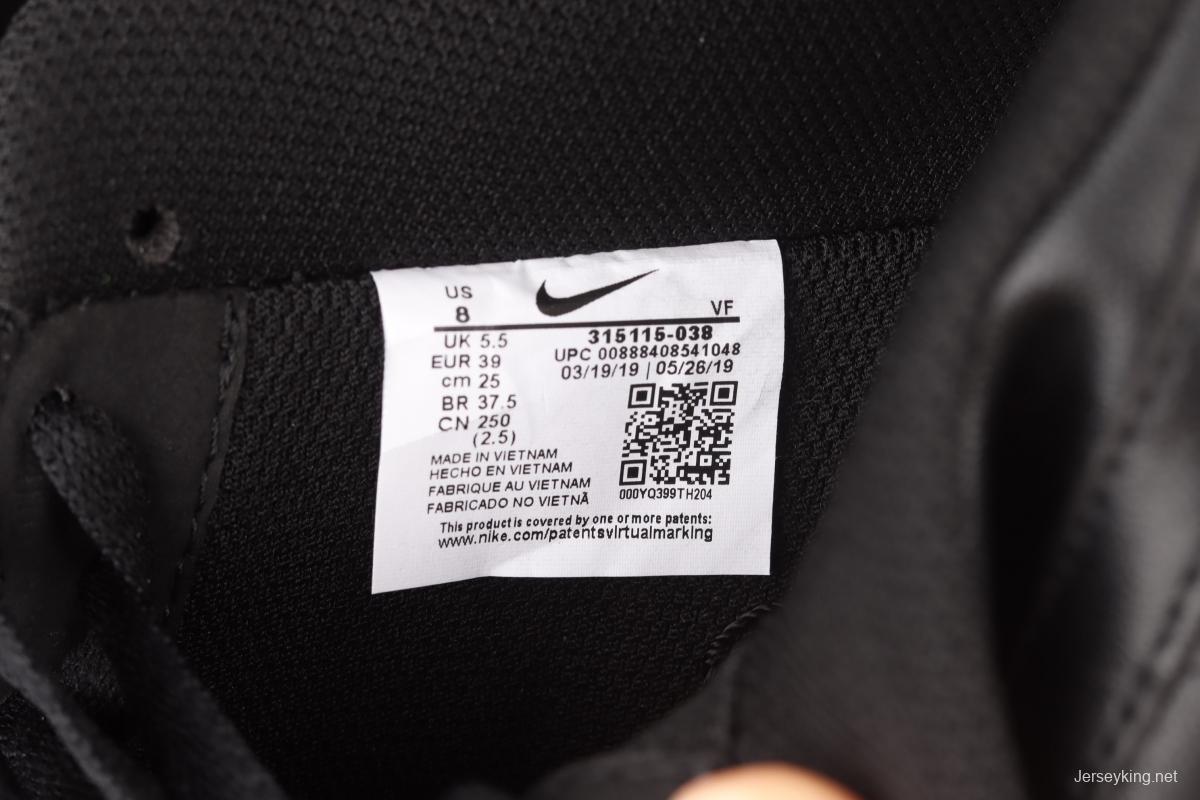 US
8
VF
UK 5.5
EUR 39
cm 25
BR 37.5
CN 250
(2.5)
315115-038
UPC 00888408541048
03/19/19 | 05/26/19
000YQ399TH204
MADE IN VIETNAM
HECHO EN VIETNAM
FABRIQUE AU VIETNAM
FABRICADO NO VIETNÃ
This product is covered by one or more patents:
www.nike.com/patentsvirtualmarking
Jerseyking.net